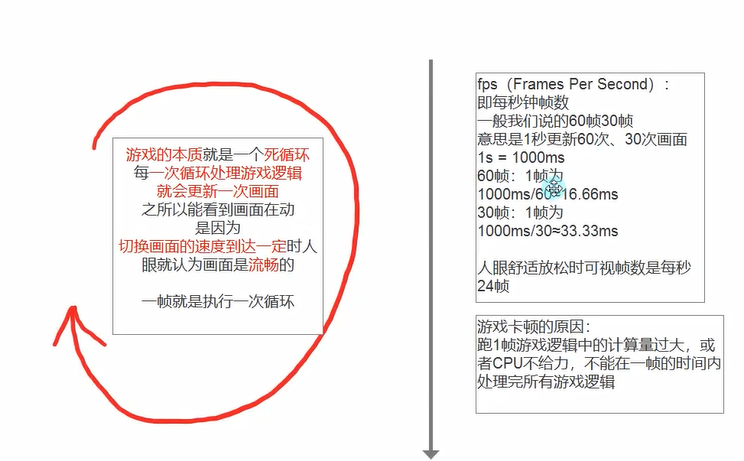 游戏的本质就是一个死循环
每一次循环处理游戏逻辑
就会更新一次画面
之所以能看到画面在动
是因为
切换画面的速度到达一定时人
眼就认为画面是流畅的
一帧就是执行一次循环
fps（Frames Per Second）：
即每秒钟帧数
一般我们说的60帧30帧
意思是1秒更新60次、30次画面
1s = 1000ms
60帧：1帧为
1000ms/60≈16.66ms
30帧：1帧为
1000ms/30≈33.33ms
人眼舒适放松时可视帧数是每秒
24帧
游戏卡顿的原因：
跑1帧游戏逻辑中的计算量过大，或
者CPU不给力，不能在一帧的时间内
处理完所有游戏逻辑